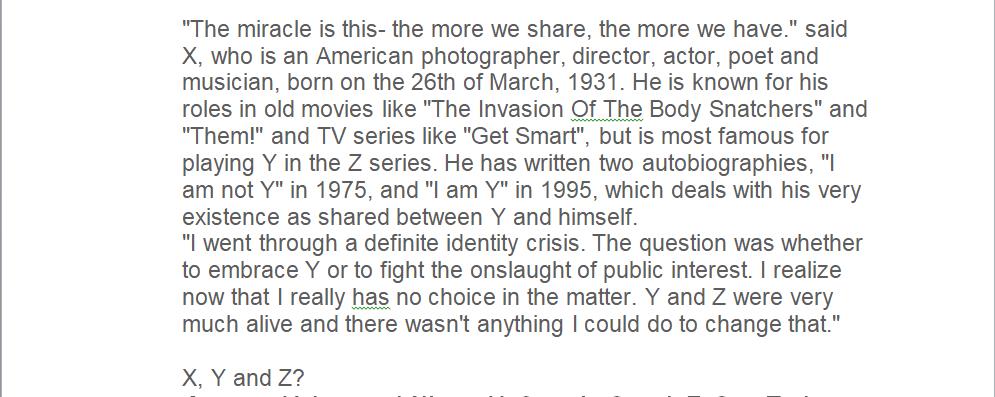 "The miracle is this- the more we share, the more we have." said
X, who is an American photographer, director, actor, poet and
musician, born on the 26th of March, 1931. He is known for his
roles in old movies like "The Invasion Of The Body Snatchers" and
"Them!" and TV series like "Get Smart", but is most famous for
playing Y in the Z series. He has written two autobiographies, "I
am not Y" in 1975, and "I am Y" in 1995, which deals with his very
existence as shared between Y and himself.
"I went through a definite identity crisis. The question was whether
to embrace Y or to fight the onslaught of public interest. I realize
now that I really has no choice in the matter. Y and Z were very
much alive and there wasn't anything I could do to change that."
X, Y and Z?